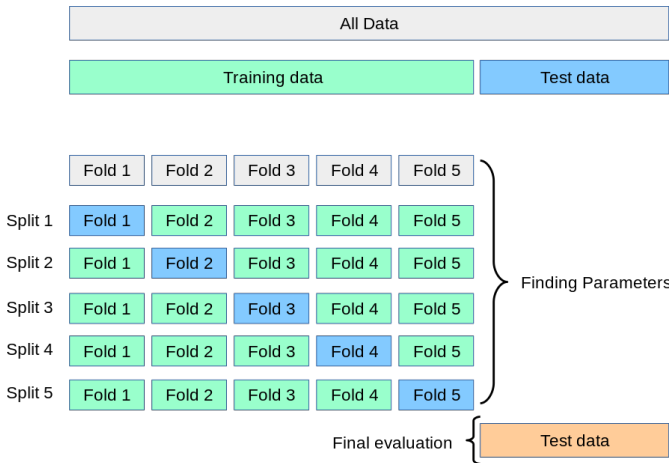 All Data
Training data Test data
Fold 1 Fold 2 Fold 3 Fold 4 Fold 5
Split 1 Fold 1 Fold 2 Fold 3 Fold 4 Fold 5
Split 2 Fold 1 Fold 2 Fold 3 Fold 4 Fold 5
Finding Parameters
Split 3 Fold 1 Fold 2 Fold 3 Fold 4 Fold 5
Split 4 Fold 1 Fold 2 Fold 3 Fold 4 Fold 5
Split 5 Fold 1 Fold 2 Fold 3 Fold 4 Fold 5
Final evaluation Test data